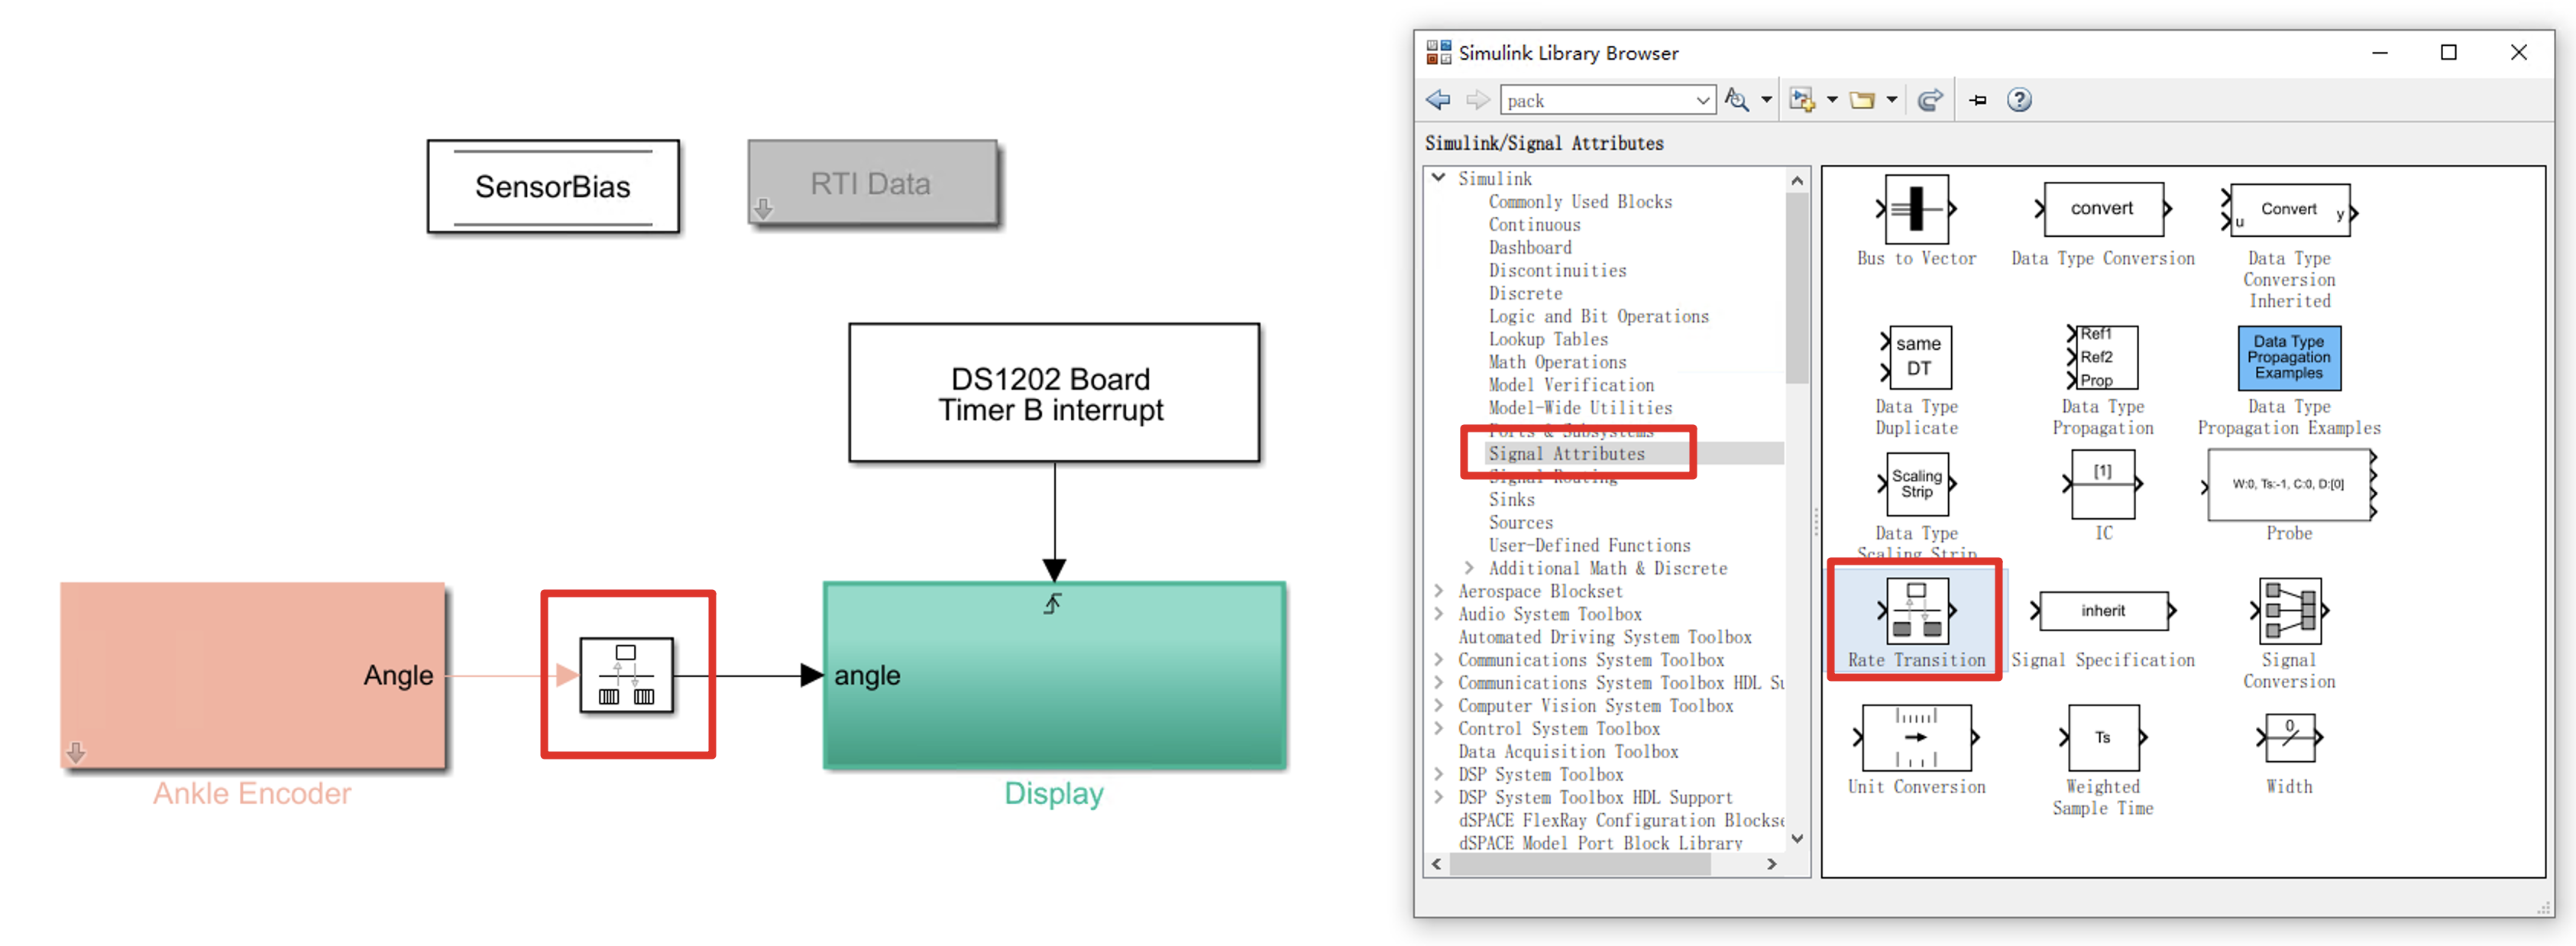 SensorBias
RTI Data
DS1202 Board
Timer B interrupt
Angle
angle
Ankle Encoder
Display
Simulink Library Browser
pack
Simulink/Signal Attributes
Simulink
Commonly Used Blocks
Continuous
Dashboard
Discontinuities
Discrete
Logic and Bit Operations
Lookup Tables
Math Operations
Model Verification
Model-Wide Utilities
Ports & Subsystems
Signal Attributes
Signal Routing
Sinks
Sources
User-Defined Functions
Additional Math & Discrete
Aerospace Blockset
Audio System Toolbox
Automated Driving System Toolbox
Communications System Toolbox
Communications System Toolbox HDL Su
Computer Vision System Toolbox
Control System Toolbox
Data Acquisition Toolbox
DSP System Toolbox
DSP System Toolbox HDL Support
dSPACE FlexRay Configuration Blockse
dSPACE Model Port Block Library
Bus to Vector
convert
Data Type Conversion
u Convert y
Data Type
Conversion
Inherited
same
DT
Data Type
Duplicate
Ref1
Ref2
Prop
Data Type
Propagation
Data Type
Propagation
Examples
Data Type
Propagation Examples
Scaling
Strip
Data Type
Scaling Strip
[1]
IC
W:0, Ts:-1, C:0, D:[0]
Probe
Rate Transition
inherit
Signal Specification
Signal
Conversion
Unit Conversion
Ts
Weighted
Sample Time
0
Width